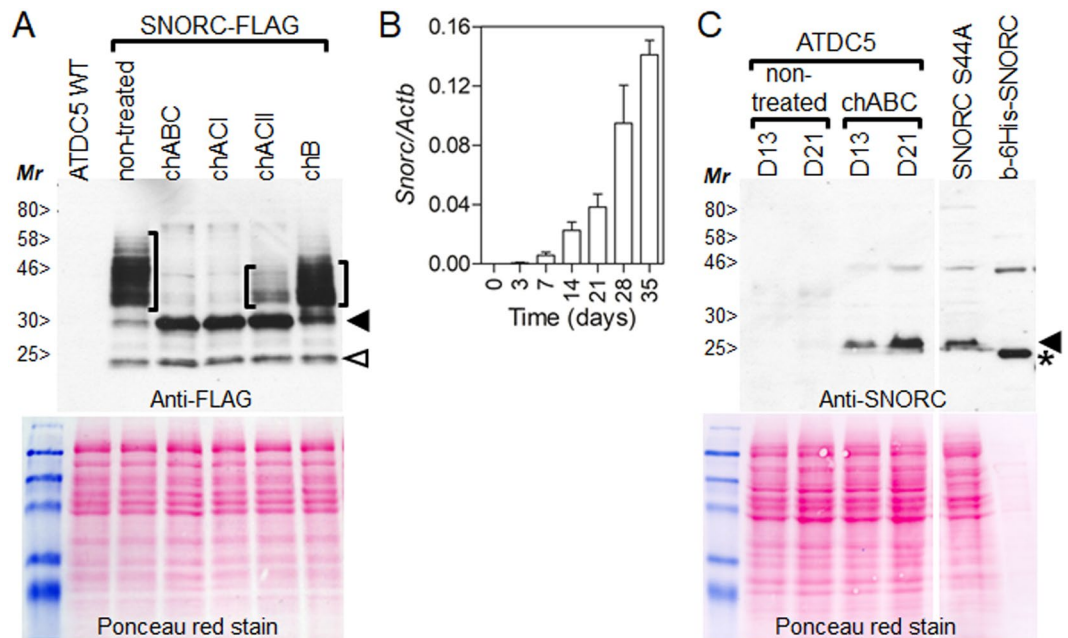 A
SNORC-FLAG
ATDC5 WT
non-treated
chABC
chACI
chACII
chB
Mr
80>
58>
46>
30>
25>
Anti-FLAG
Ponceau red stain
B
Snorc/Actb
0.16
0.12
0.08
0.04
0.00
0 3 7 14 21 28 35
Time (days)
C
ATDC5
non-
treated
chABC
D13
D21
D13
D21
SNORC S44A
b-6His-SNORC
Mr
80>
58>
46>
30>
25>
*
Anti-SNORC
Ponceau red stain